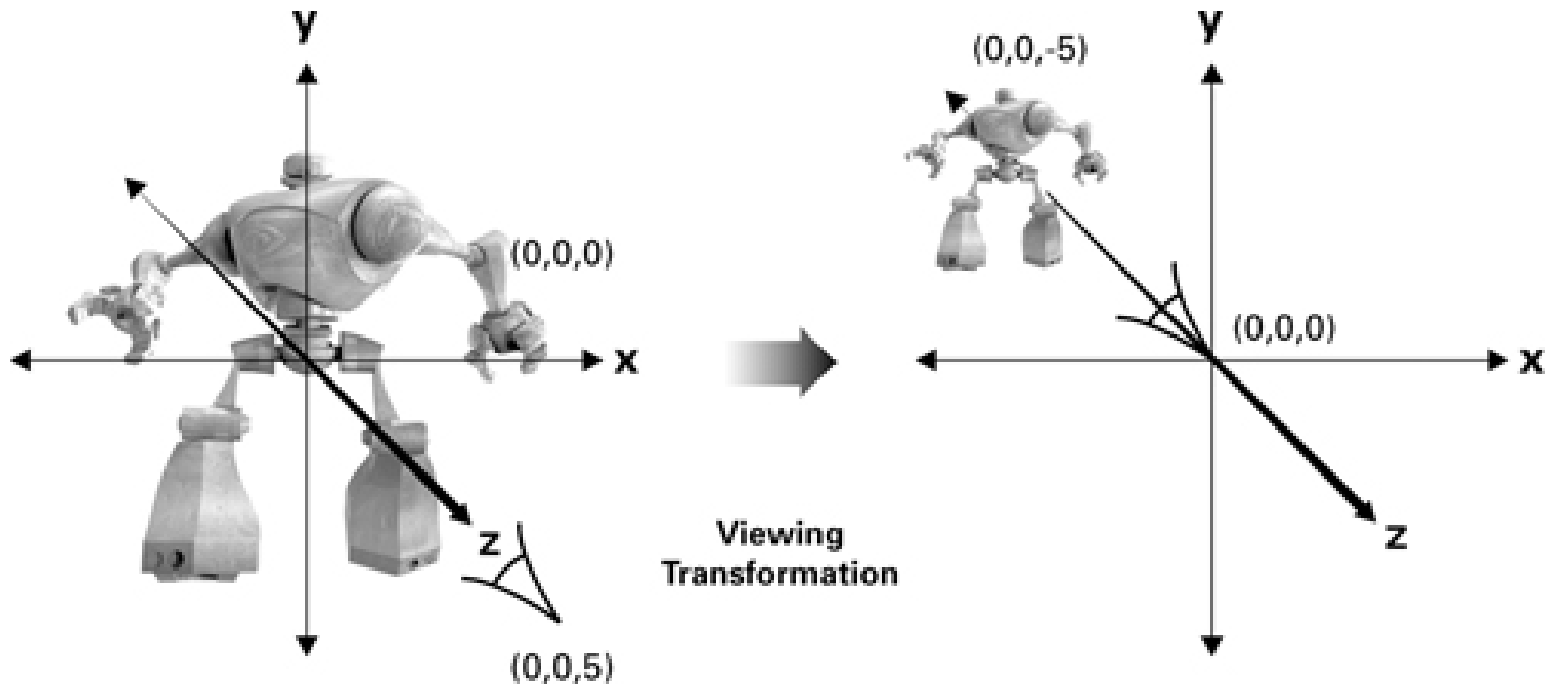 y
(0,0,0)
x
z
(0,0,5)
Viewing
Transformation
y
(0,0,-5)
(0,0,0)
x
z